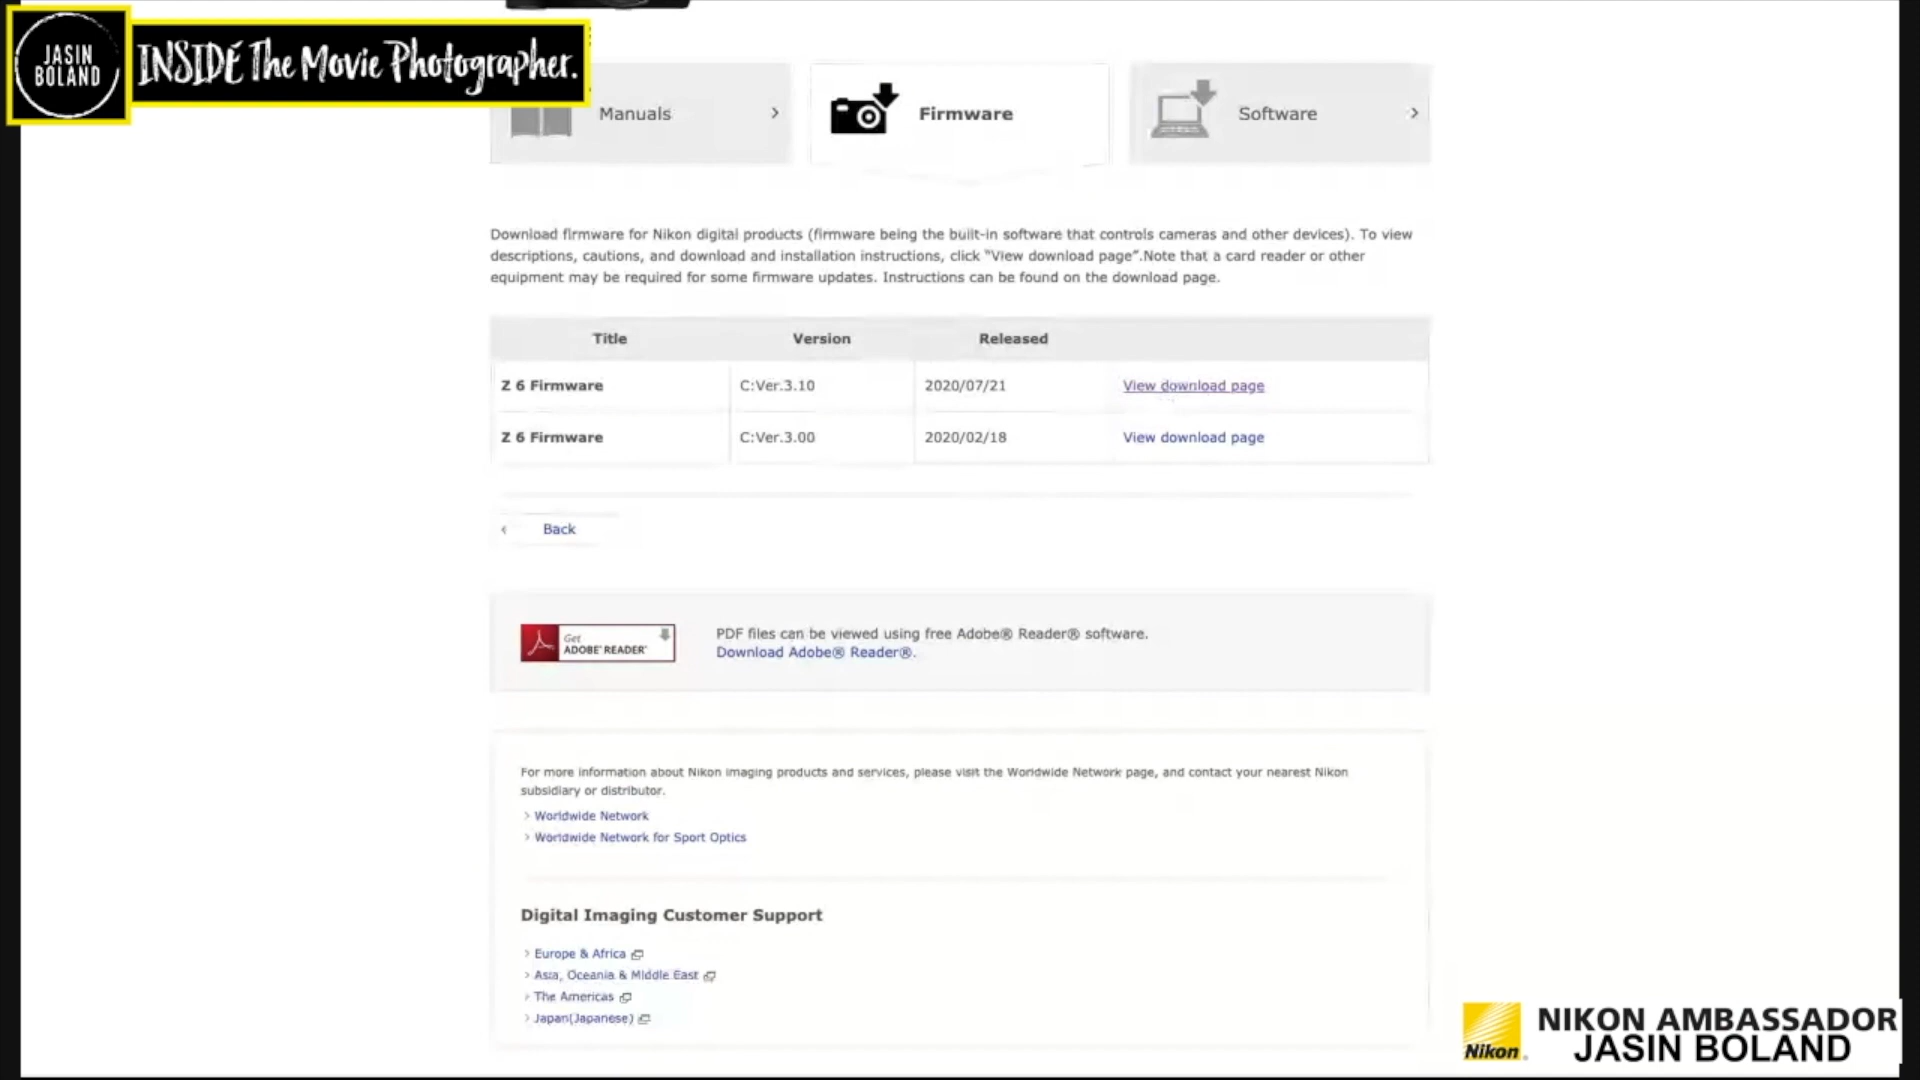 JASIN
BOLAND
INSIDE The Movie Photographer.
Manuals
Firmware
Software
Download firmware for Nikon digital products (firmware being the built-in software that controls cameras and other devices). To view
descriptions, cautions, and download and installation instructions, click “View download page”.Note that a card reader or other
equipment may be required for some firmware updates. Instructions can be found on the download page.
Title Version Released
Z 6 Firmware C:Ver.3.10 2020/07/21 View download page
Z 6 Firmware C:Ver.3.00 2020/02/18 View download page
Back
Get
ADOBE® READER®
PDF files can be viewed using free Adobe® Reader® software.
Download Adobe® Reader®.
For more information about Nikon imaging products and services, please visit the Worldwide Network page, and contact your nearest Nikon
subsidiary or distributor.
Worldwide Network
Worldwide Network for Sport Optics
Digital Imaging Customer Support
Europe & Africa
Asia, Oceania & Middle East
The Americas
Japan(Japanese)
Nikon®
NIKON AMBASSADOR
JASIN BOLAND